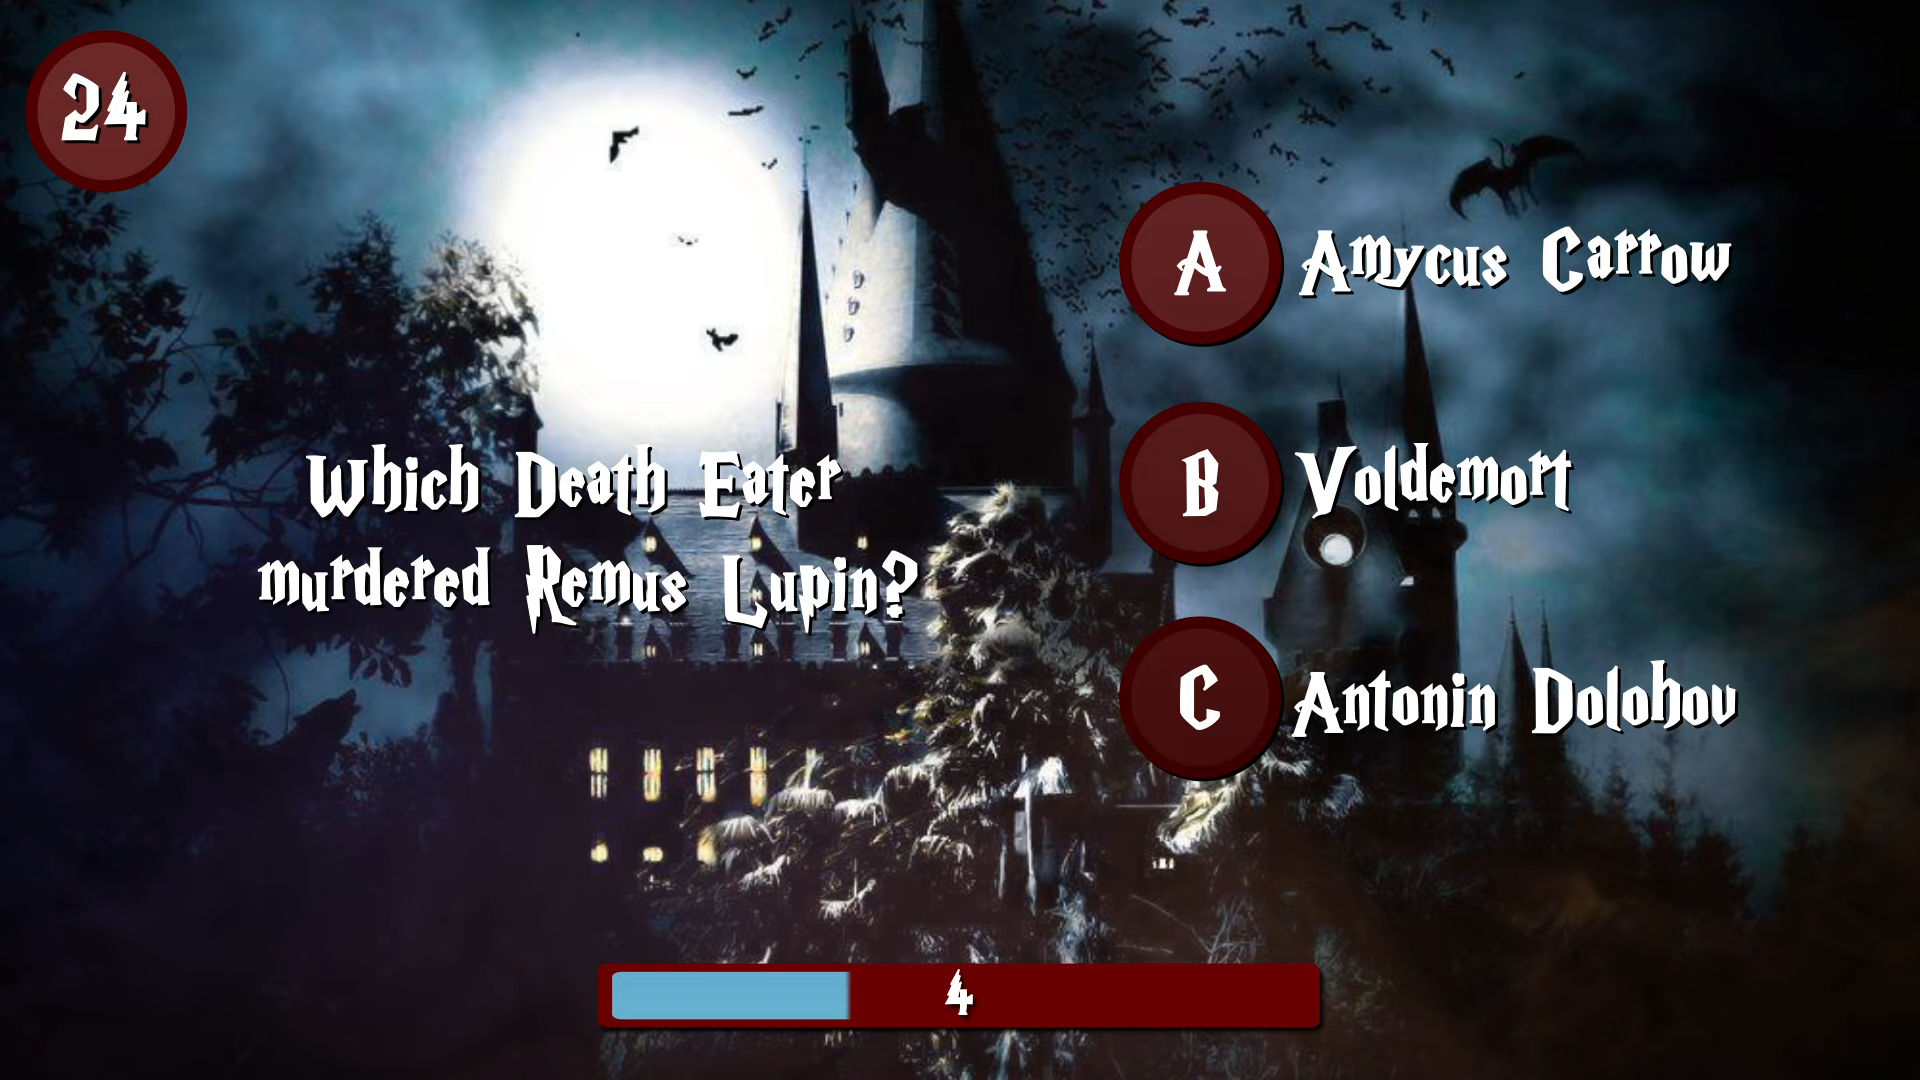 24
Which Death Eater
murdered Remus Lupin?
A Amycus Carrow
B Voldemort
C Antonin Dolohov
4